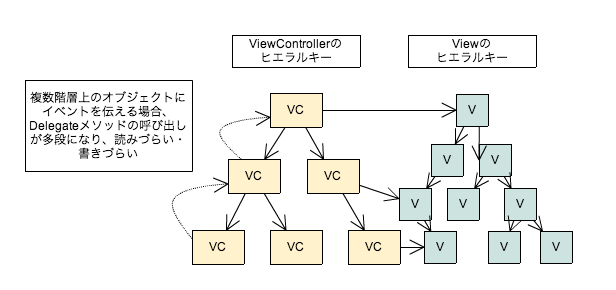 ViewControllerの
ヒエラルキー
Viewの
ヒエラルキー
複数階層上のオブジェクトに
イベントを伝える場合、
Delegateメソッドの呼び出し
が多段になり、読みづらい・
書きづらい
VC
V
V
V
VC
VC
V
V
V
VC
VC
VC
V
V
V